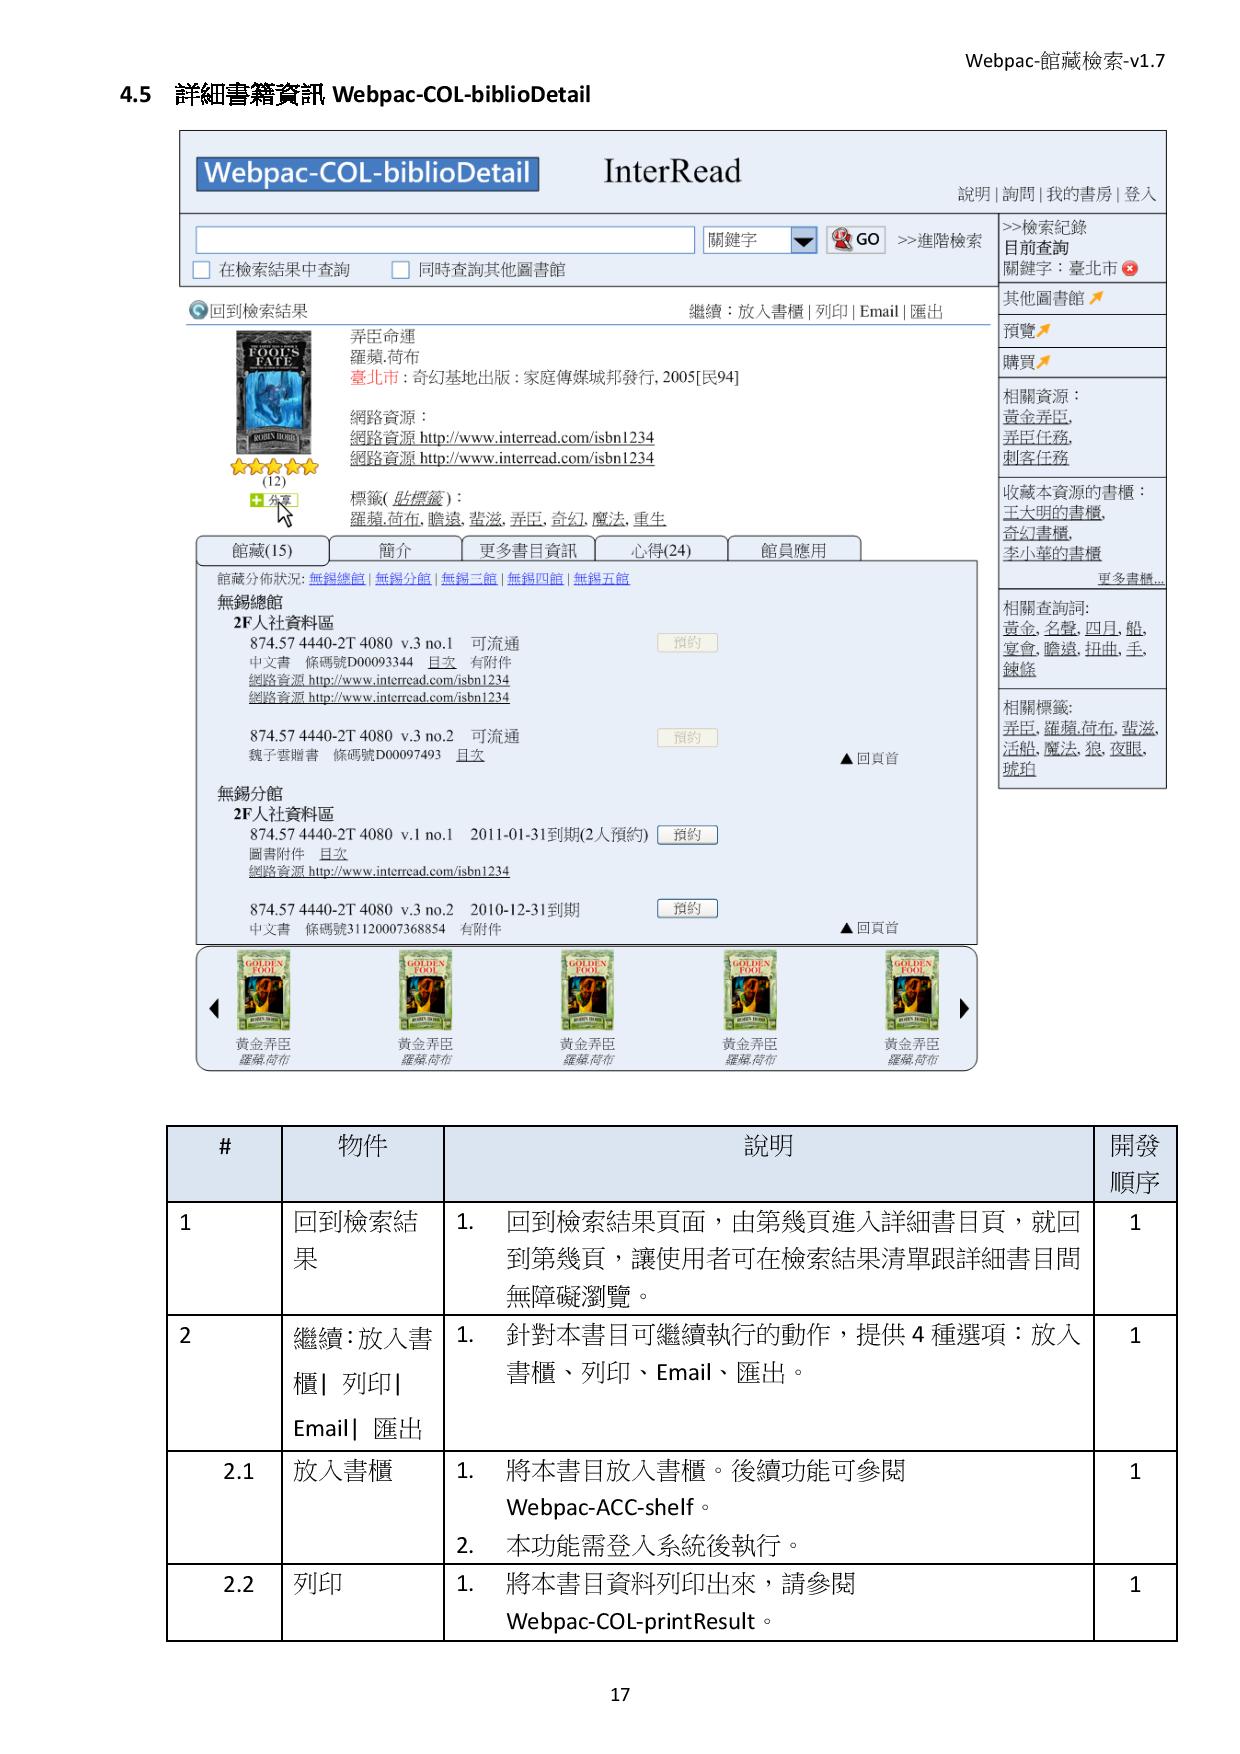 Webpac-館藏檢索-v1.7
4.5 詳細書籍資訊 Webpac-COL-biblioDetail
Webpac-COL-biblioDetail
InterRead
說明 | 詢問 | 我的書房 | 登入
關鍵字
GO
>>進階檢索
在檢索結果中查詢
同時查詢其他圖書館
>>檢索紀錄
目前查詢
關鍵字：臺北市
其他圖書館
預覽
購買
相關資源：
黃金弄臣,
弄臣任務,
刺客任務
收藏本資源的書櫃：
王大明的書櫃,
奇幻書櫃,
李小華的書櫃
更多書櫃...
相關查詢詞:
黃金, 名聲, 四月, 船,
宴會, 瞻遠, 扭曲, 手,
鍊條
相關標籤:
弄臣, 羅蘋.荷布, 蜚滋,
活船, 魔法, 狼, 夜眼,
琥珀
回到檢索結果
繼續：放入書櫃 | 列印 | Email | 匯出
FOOL'S
FATE
ROBIN HOBB
(12)
分享
弄臣命運
羅蘋.荷布
臺北市 : 奇幻基地出版 : 家庭傳媒城邦發行, 2005[民94]
網路資源：
網路資源 http://www.interread.com/isbn1234
網路資源 http://www.interread.com/isbn1234
標籤( 貼標籤 )：
羅蘋.荷布, 瞻遠, 蜚滋, 弄臣, 奇幻, 魔法, 重生
館藏(15)
簡介
更多書目資訊
心得(24)
館員應用
館藏分佈狀況: 無錫總館 | 無錫分館 | 無錫三館 | 無錫四館 | 無錫五館
無錫總館
2F人社資料區
874.57 4440-2T 4080 v.3 no.1 可流通 預約
中文書 條碼號D00093344 目次 有附件
網路資源 http://www.interread.com/isbn1234
網路資源 http://www.interread.com/isbn1234
874.57 4440-2T 4080 v.3 no.2 可流通 預約
魏子雲贈書 條碼號D00097493 目次
▲回頁首
無錫分館
2F人社資料區
874.57 4440-2T 4080 v.1 no.1 2011-01-31到期(2人預約) 預約
圖書附件 目次
網路資源 http://www.interread.com/isbn1234
874.57 4440-2T 4080 v.3 no.2 2010-12-31到期 預約
中文書 條碼號31120007368854 有附件
▲回頁首
GOLDEN FOOL GOLDEN FOOL GOLDEN FOOL GOLDEN FOOL GOLDEN FOOL
黃金弄臣 黃金弄臣 黃金弄臣 黃金弄臣 黃金弄臣
羅蘋.荷布 羅蘋.荷布 羅蘋.荷布 羅蘋.荷布 羅蘋.荷布
# 物件 說明 開發
順序
1 回到檢索結 1. 回到檢索結果頁面，由第幾頁進入詳細書目頁，就回 1
果 到第幾頁，讓使用者可在檢索結果清單跟詳細書目間
無障礙瀏覽。
2 繼續：放入書 1. 針對本書目可繼續執行的動作，提供 4 種選項：放入 1
櫃| 列印| 書櫃、列印、Email、匯出。
Email| 匯出
2.1 放入書櫃 1. 將本書目放入書櫃。後續功能可參閱 1
Webpac-ACC-shelf。
2. 本功能需登入系統後執行。
2.2 列印 1. 將本書目資料列印出來，請參閱 1
Webpac-COL-printResult。
17